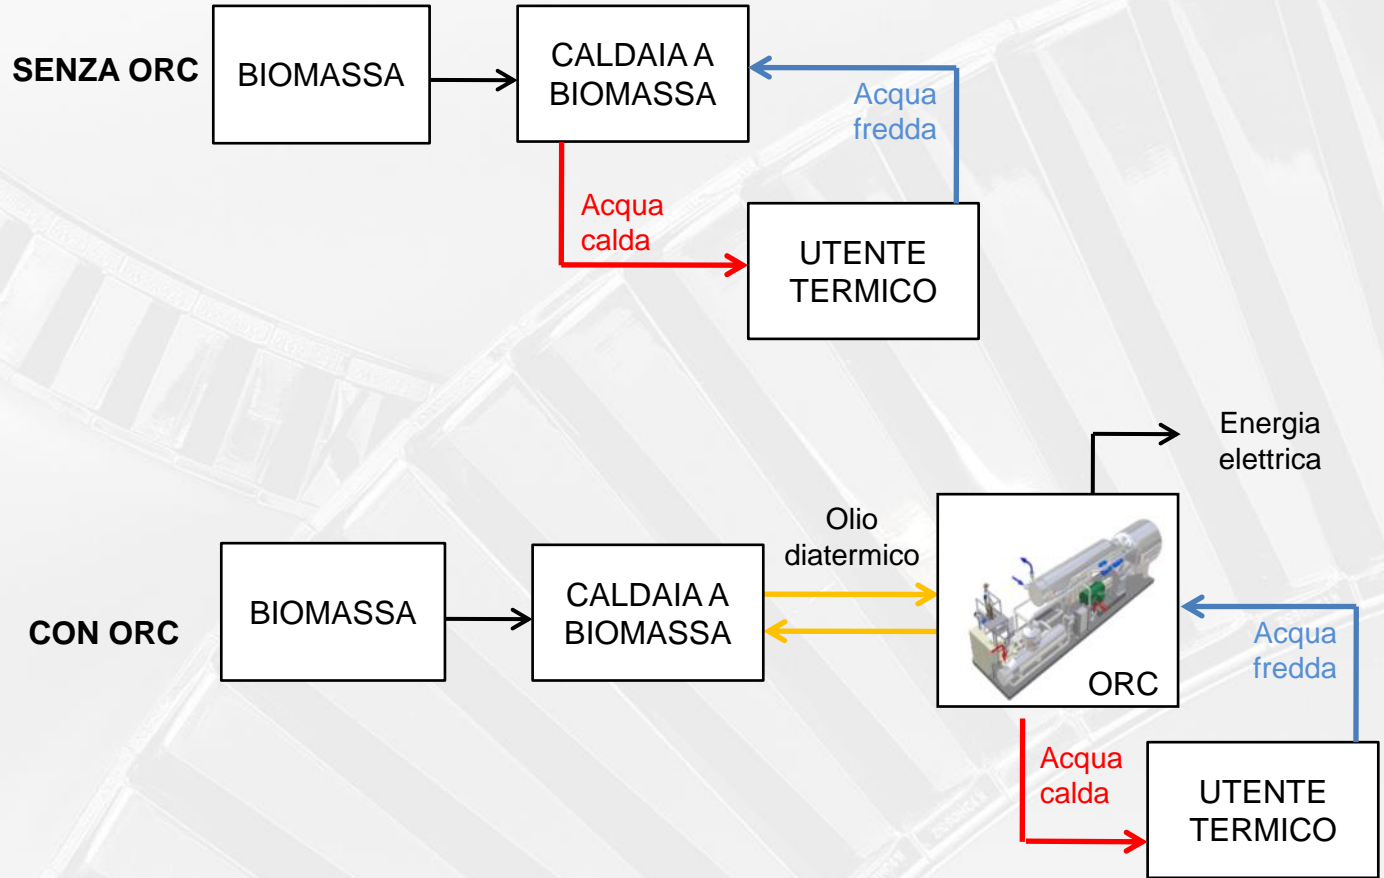 SENZA ORC
BIOMASSA
CALDAIA A
BIOMASSA
Acqua
fredda
Acqua
calda
UTENTE
TERMICO
Energia
elettrica
Olio
diatermico
CON ORC
BIOMASSA
CALDAIA A
BIOMASSA
ORC
Acqua
fredda
Acqua
calda
UTENTE
TERMICO